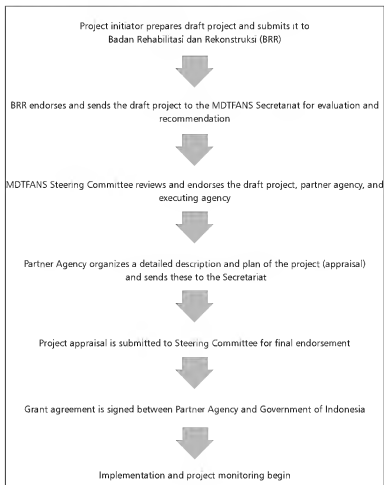 Project initiator prepares draft project and submits it to
Badan Rehabilitasi dan Rekonstruksi (BRR)
BRR endorses and sends the draft project to the MDTFANS Secretariat for evaluation and
recommendation
MDTFANS Steering Committee reviews and endorses the draft project, partner agency, and
executing agency
Partner Agency organizes a detailed description and plan of the project (appraisal)
and sends these to the Secretariat
Project appraisal is submitted to Steering Committee for final endorsement
Grant agreement is signed between Partner Agency and Government of Indonesia
Implementation and project monitoring begin